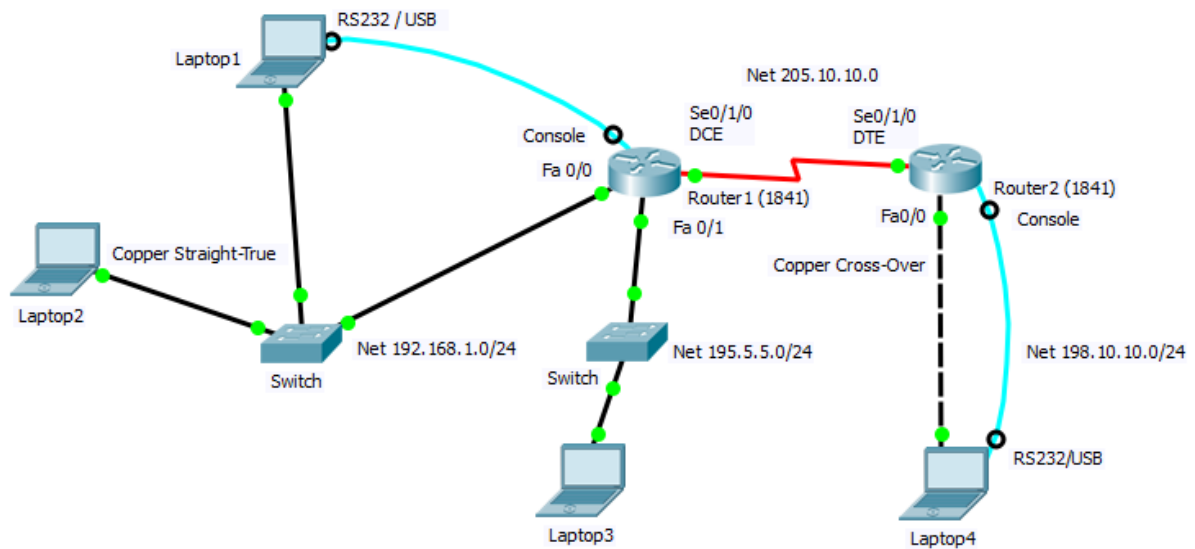 RS232 / USB
Laptop1
Net 205.10.10.0
Se0/1/0
DCE
Se0/1/0
DTE
Console
Fa 0/0
Router1 (1841)
Router2 (1841)
Fa 0/1
Fa0/0
Console
Copper Straight-True
Copper Cross-Over
Laptop2
Net 192.168.1.0/24
Switch
Net 195.5.5.0/24
Switch
Net 198.10.10.0/24
RS232/USB
Laptop3
Laptop4